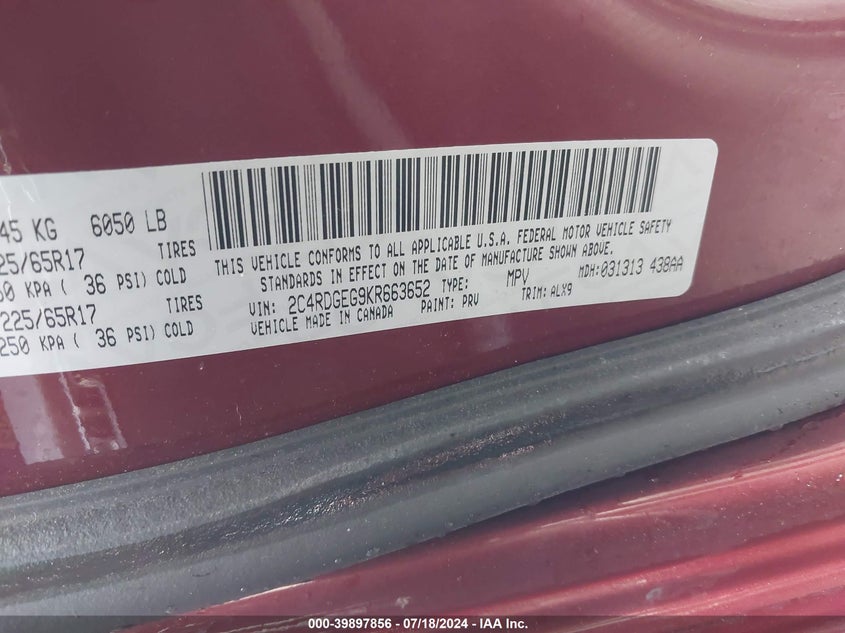 45 KG 6050 LB
25/65R17 TIRES
50 KPA ( 36 PSI) COLD
225/65R17 TIRES
250 KPA ( 36 PSI) COLD
THIS VEHICLE CONFORMS TO ALL APPLICABLE U.S.A. FEDERAL MOTOR VEHICLE SAFETY
STANDARDS IN EFFECT ON THE DATE OF MANUFACTURE SHOWN ABOVE.
VIN: 2C4RDGEG9KR663652 TYPE: MPV MDH: 031313 438AA
VEHICLE MADE IN CANADA PAINT: PRV TRIM: ALX9
000-39897856 / 07/18/2024 - IAA Inc.